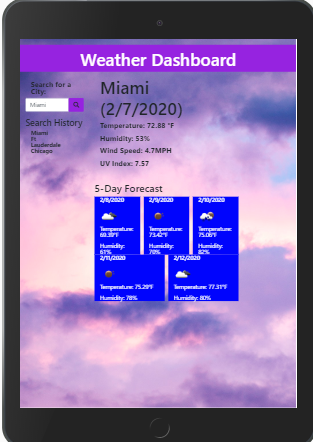 Weather Dashboard
Search for a
City:
Miami
Search History
Miami
Ft
Lauderdale
Chicago
Miami
(2/7/2020)
Temperature: 72.88 °F
Humidity: 53%
Wind Speed: 4.7MPH
UV Index: 7.57
5-Day Forecast
2/8/2020
Temperature:
69.39°F
Humidity:
61%
2/9/2020
Temperature:
73.42°F
Humidity:
70%
2/10/2020
Temperature:
75.06°F
Humidity:
82%
2/11/2020
Temperature: 75.29°F
Humidity: 78%
2/12/2020
Temperature: 77.31°F
Humidity: 80%